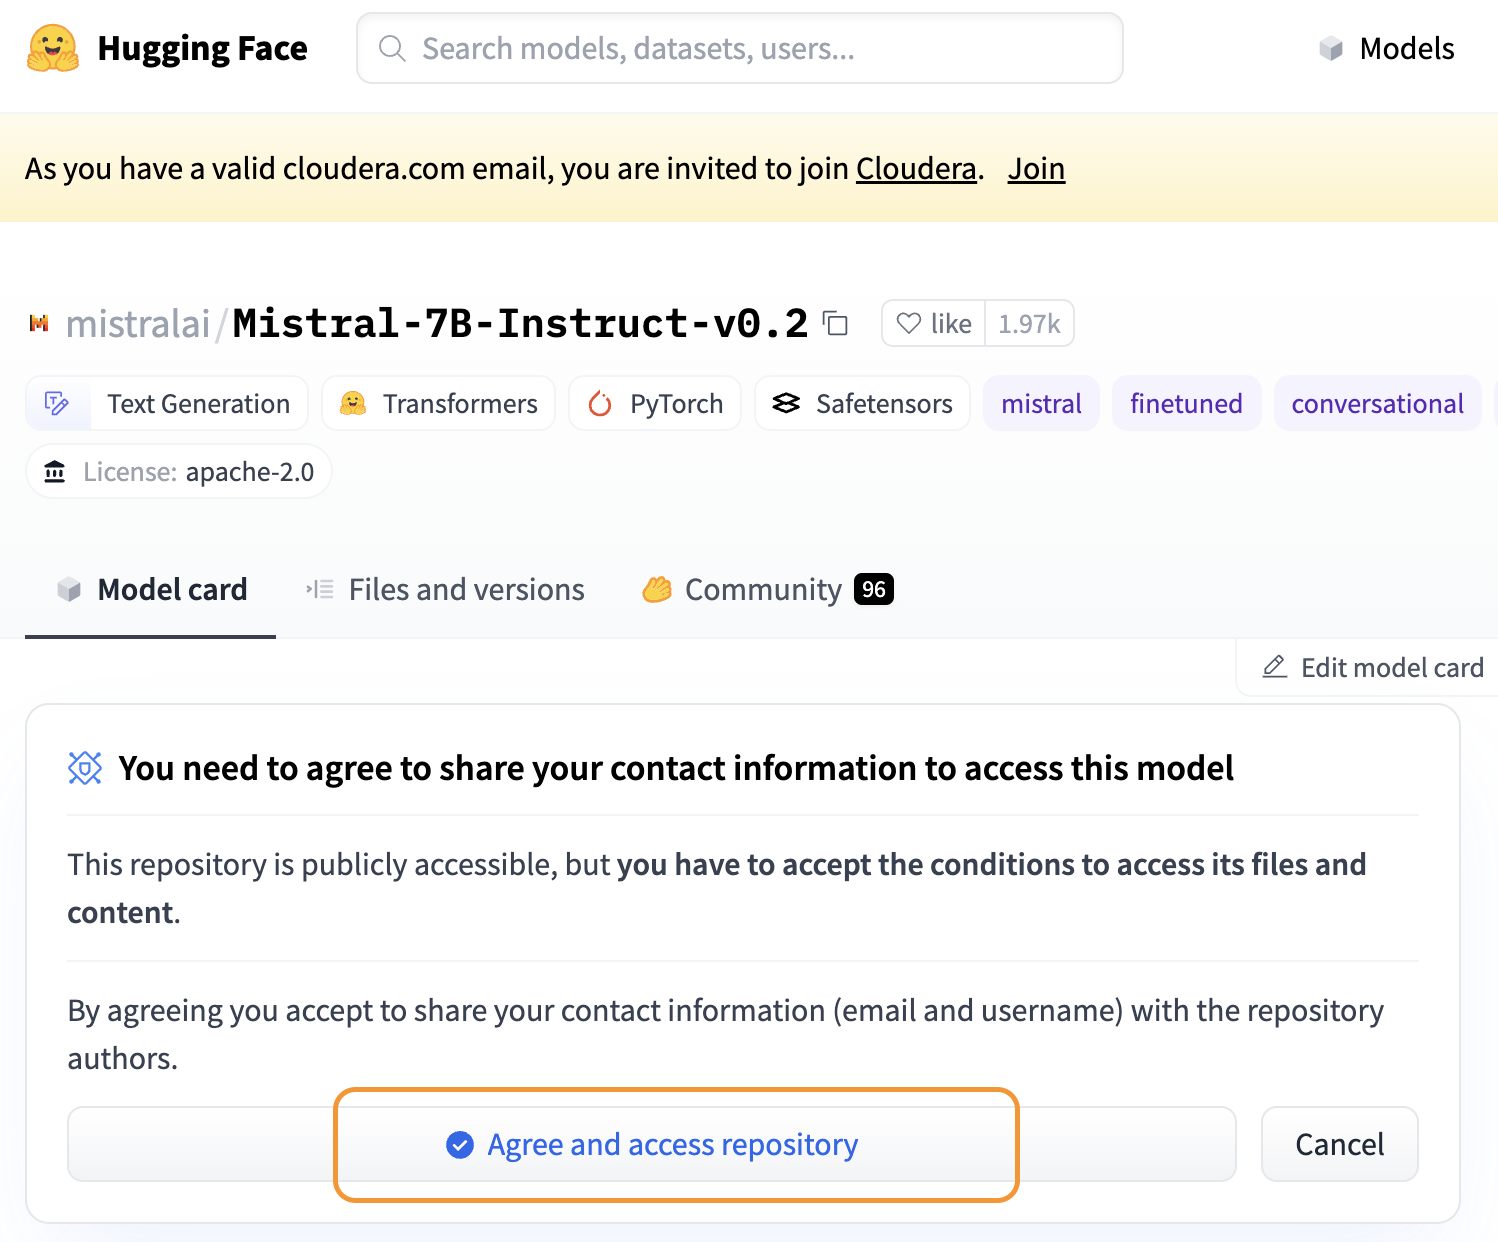 Hugging Face
Search models, datasets, users...
Models
As you have a valid cloudera.com email, you are invited to join Cloudera. Join
mistralai/Mistral-7B-Instruct-v0.2
like 1.97k
Text Generation
Transformers
PyTorch
Safetensors
mistral
finetuned
conversational
License: apache-2.0
Model card
Files and versions
Community 96
Edit model card
You need to agree to share your contact information to access this model
This repository is publicly accessible, but you have to accept the conditions to access its files and
content.
By agreeing you accept to share your contact information (email and username) with the repository
authors.
Agree and access repository
Cancel